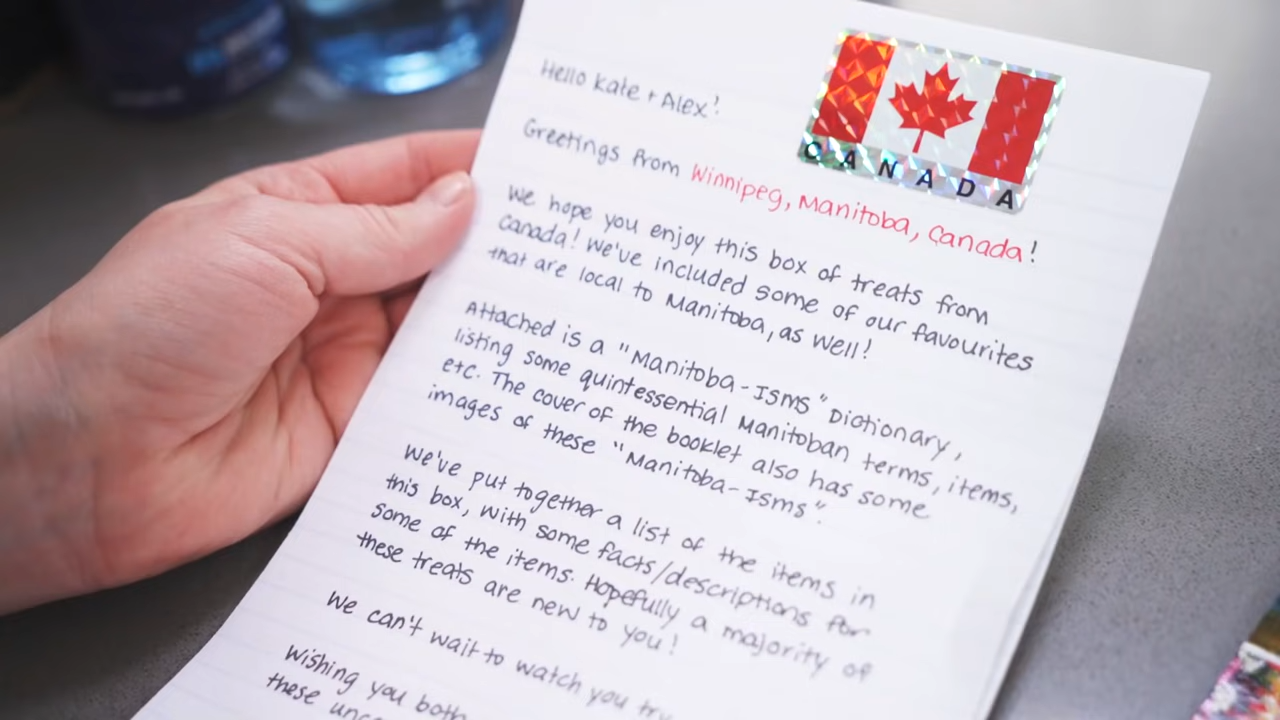 Hello Kate + Alex!
CANADA
Greetings from Winnipeg, Manitoba, Canada!
We hope you enjoy this box of treats from
Canada! We've included some of our favourites
that are local to Manitoba, as well!
Attached is a "Manitoba-Isms" Dictionary,
listing some quintessential Manitoban terms, items,
etc. The cover of the booklet also has some
images of these "Manitoba-Isms".
We've put together a list of the items in
this box, with some facts/descriptions for
some of the items. Hopefully a majority of
these treats are new to you!
We can't wait to watch you try
Wishing you both
these